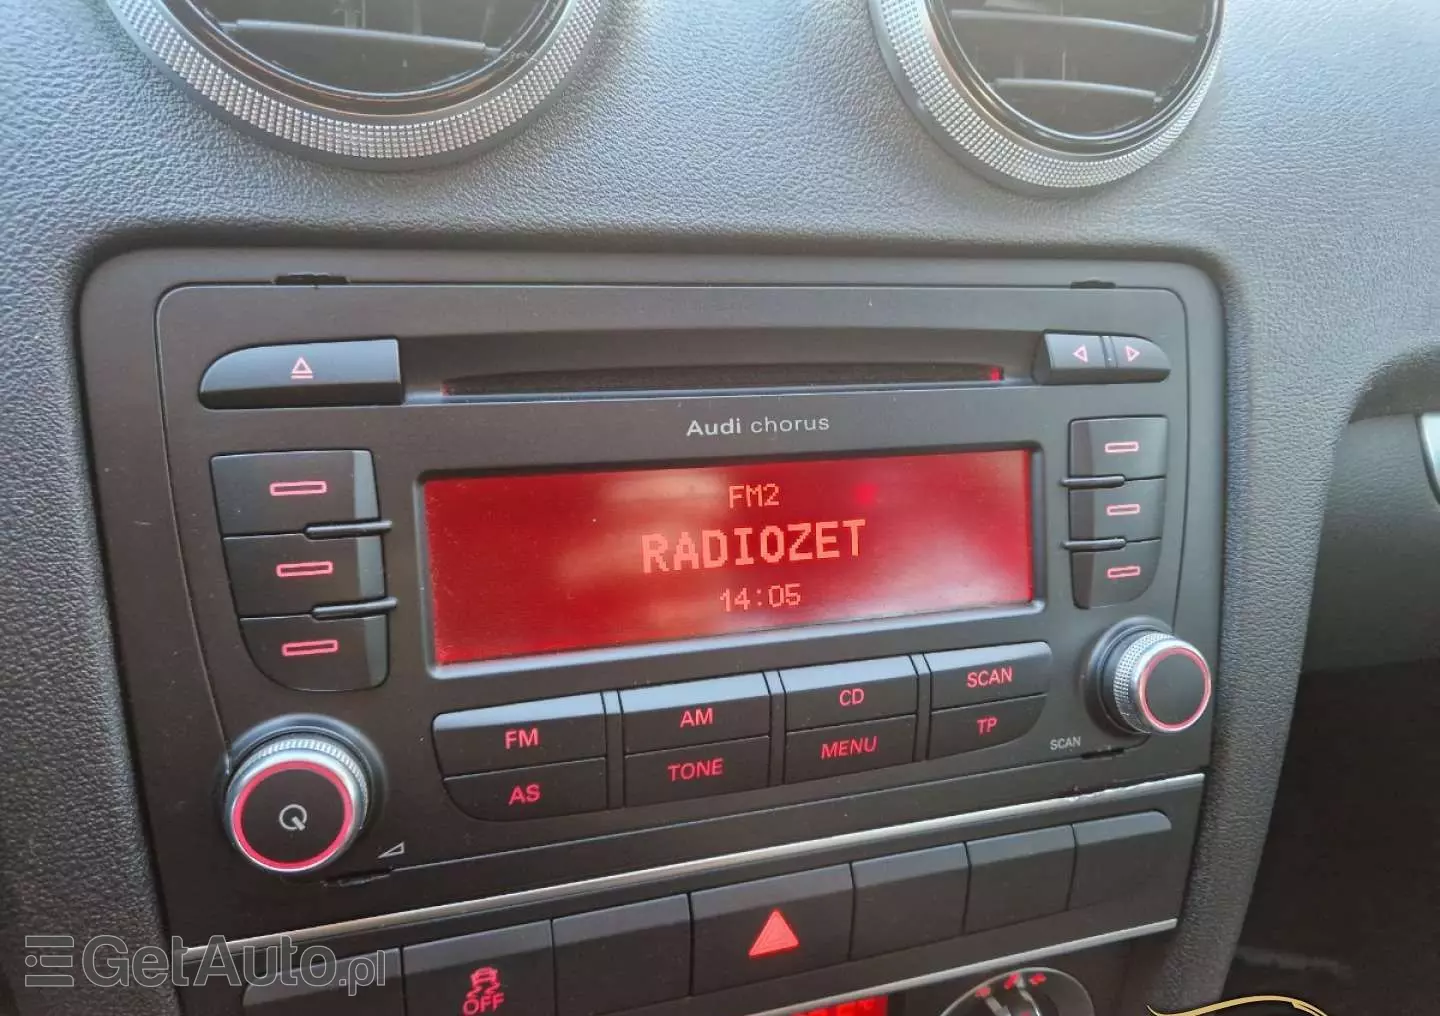 Audi chorus
FM2
RADIOZET
14:05
FM AM CD SCAN
AS TONE MENU TP
SCAN
OFF
GetAuto.pl